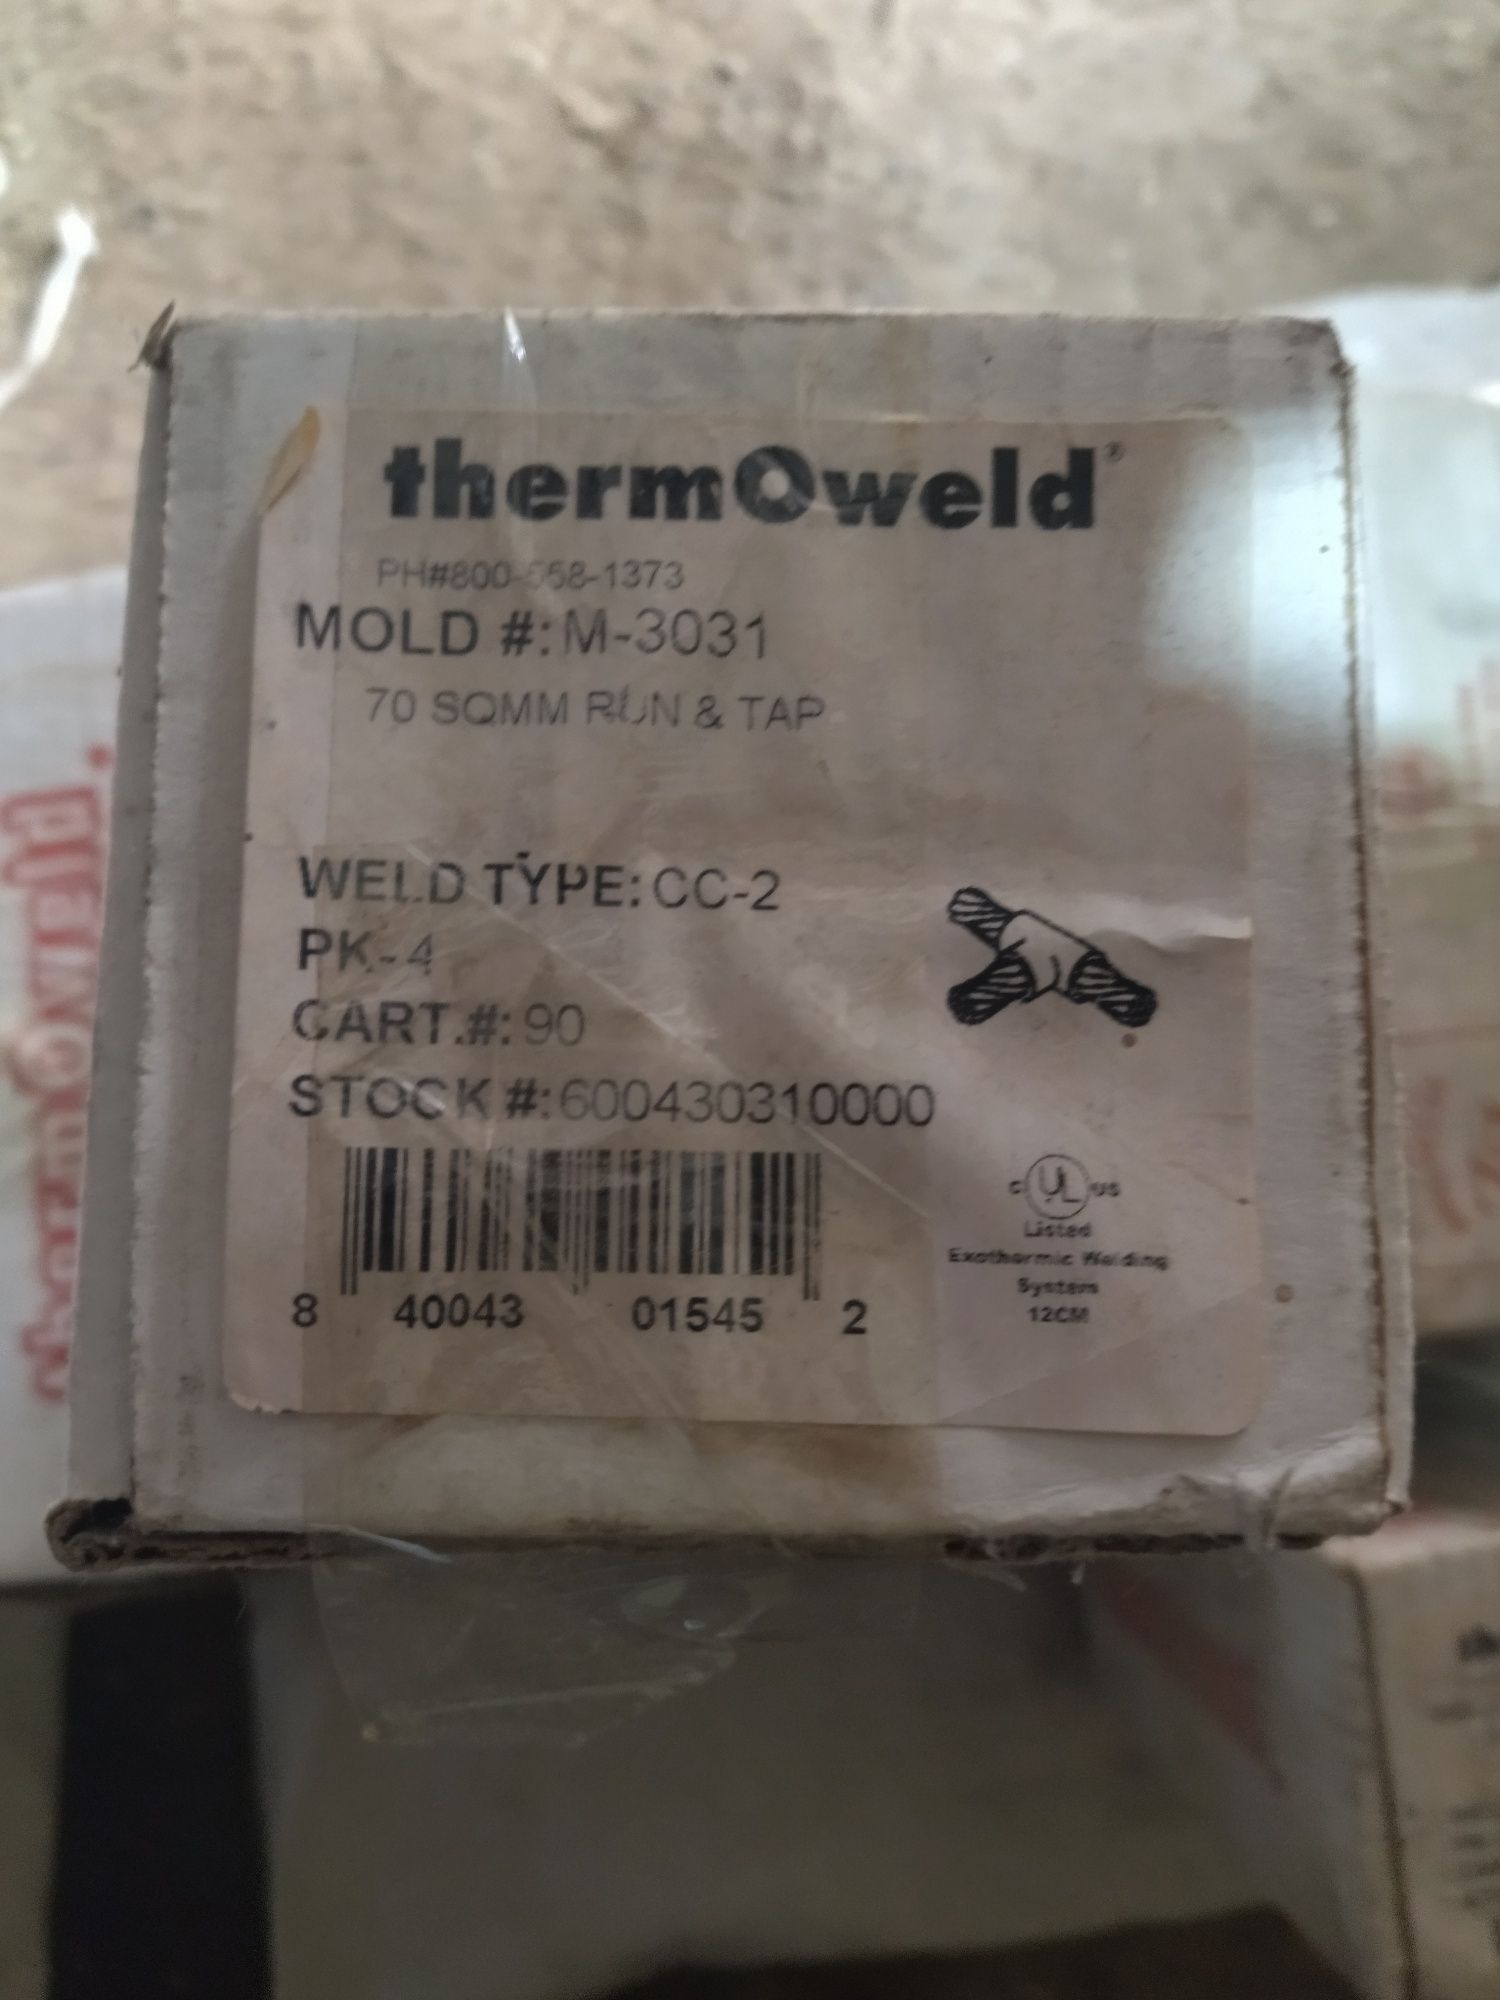 thermOweld®
PH#800-558-1373
MOLD #: M-3031
70 SQMM RUN & TAP
WELD TYPE: CC-2
PK-4
CART.#: 90
STOCK #: 600430310000
8 40043 01545 2
c UL us
Listed
Exothermic Welding
System
12CM